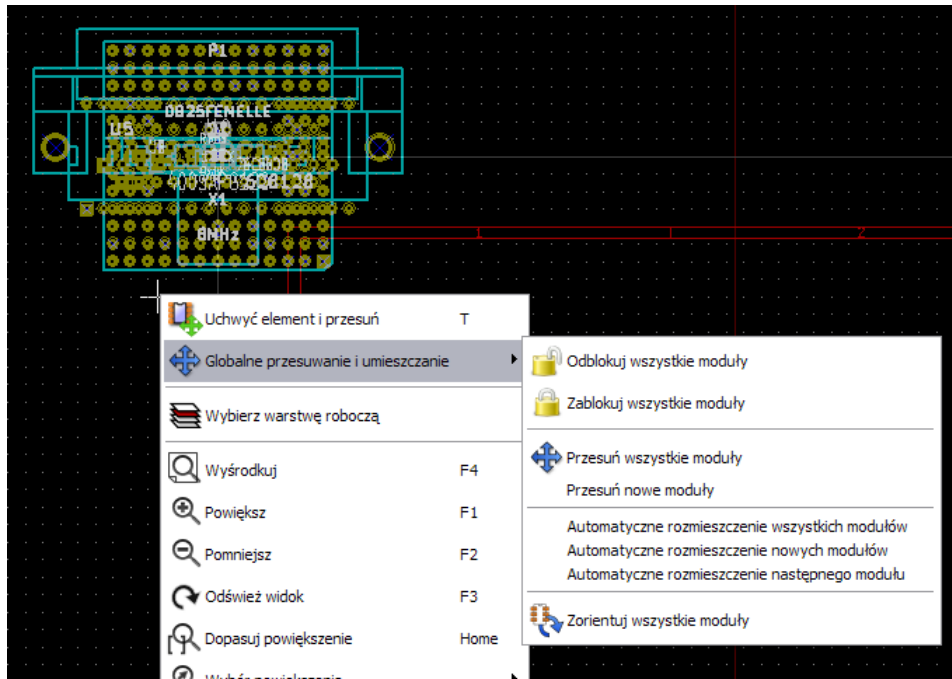 P1
DB25FEMELLE
U5
X1
8MHz
1
2
Uchwyć element i przesuń T
Globalne przesuwanie i umieszczanie
Wybierz warstwę roboczą
Wyśrodkuj F4
Powiększ F1
Pomniejsz F2
Odśwież widok F3
Dopasuj powiększenie Home
Odblokuj wszystkie moduły
Zablokuj wszystkie moduły
Przesuń wszystkie moduły
Przesuń nowe moduły
Automatyczne rozmieszczenie wszystkich modułów
Automatyczne rozmieszczenie nowych modułów
Automatyczne rozmieszczenie następnego modułu
Zorientuj wszystkie moduły